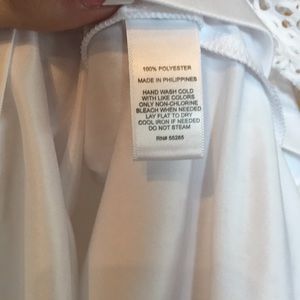 100% POLYESTER
MADE IN PHILIPPINES
HAND WASH COLD
WITH LIKE COLORS
ONLY NON-CHLORINE
BLEACH WHEN NEEDED
LAY FLAT TO DRY
COOL IRON IF NEEDED
DO NOT STEAM
RN# 55285